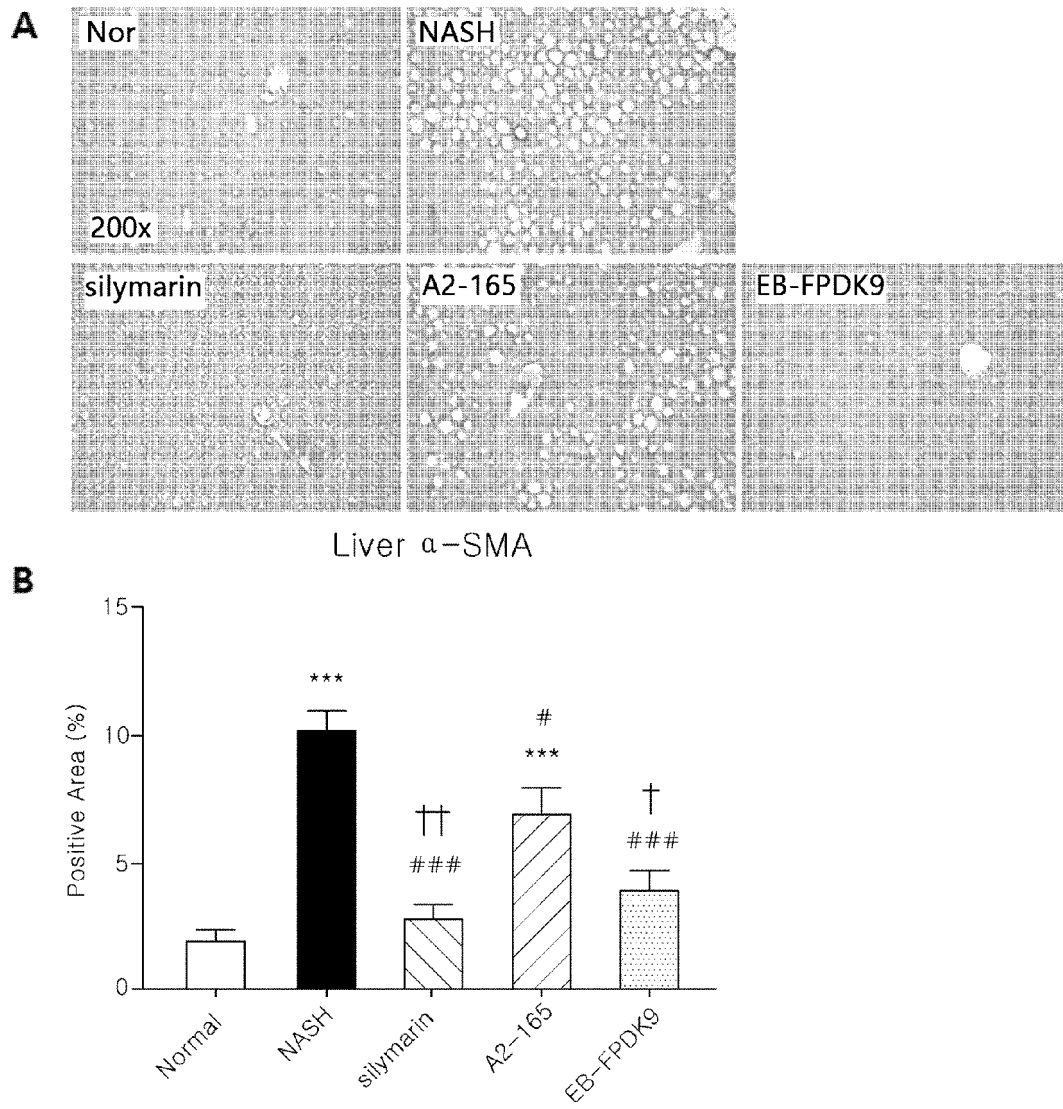 A
Nor
NASH
200x
silymarin
A2-165
EB-FPDK9
Liver α-SMA
B
15
10
5
0
Positive Area (%)
***
††
###
#
***
†
###
Normal
NASH
silymarin
A2-165
EB-FPDK9